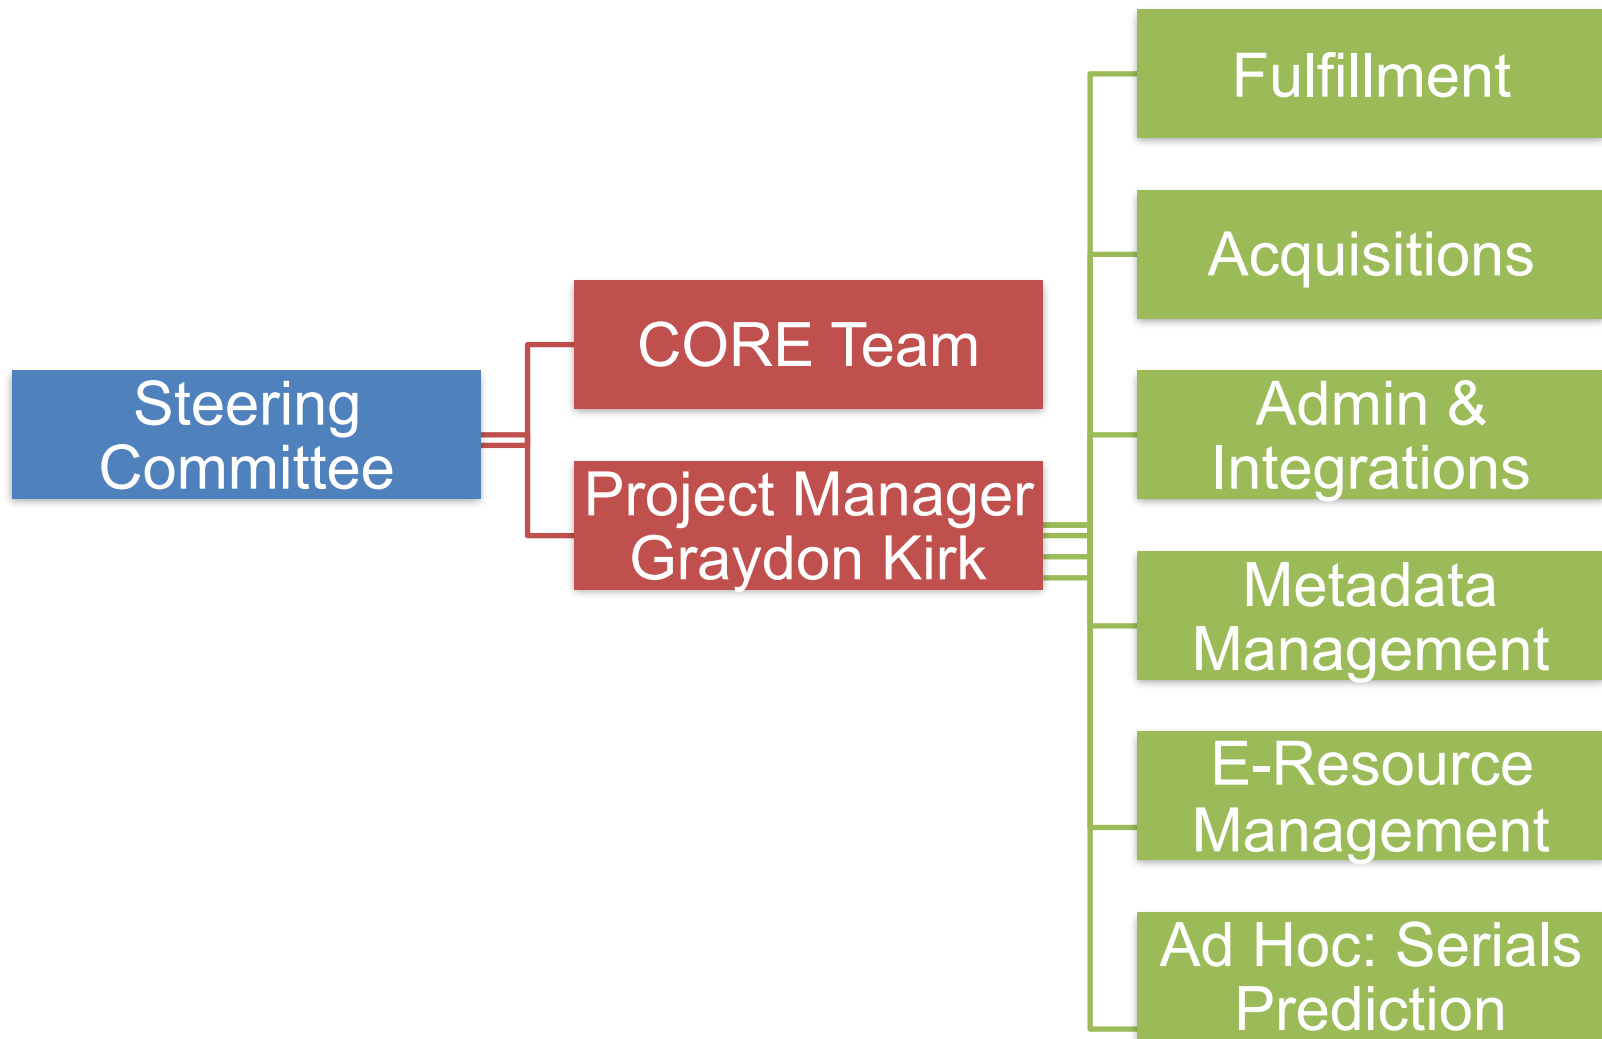 Steering
Committee
CORE Team
Project Manager
Graydon Kirk
Fulfillment
Acquisitions
Admin &
Integrations
Metadata
Management
E-Resource
Management
Ad Hoc: Serials
Prediction